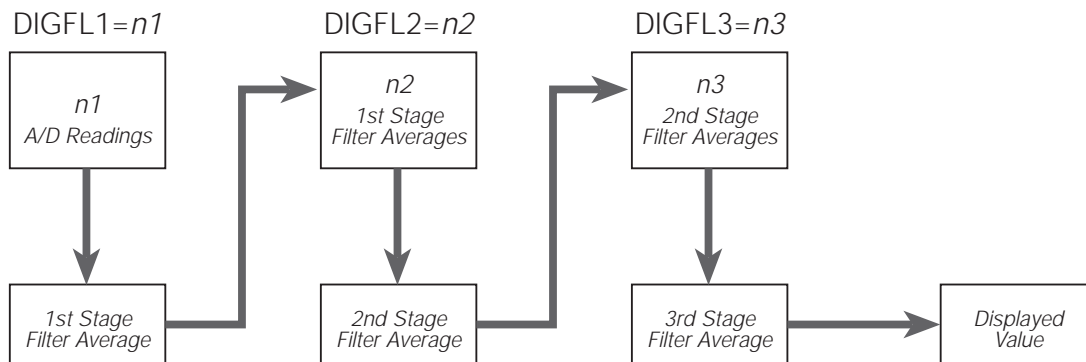 DIGFL1=n1
DIGFL2=n2
DIGFL3=n3
n1
A/D Readings
n2
1st Stage
Filter Averages
n3
2nd Stage
Filter Averages
1st Stage
Filter Average
2nd Stage
Filter Average
3rd Stage
Filter Average
Displayed
Value